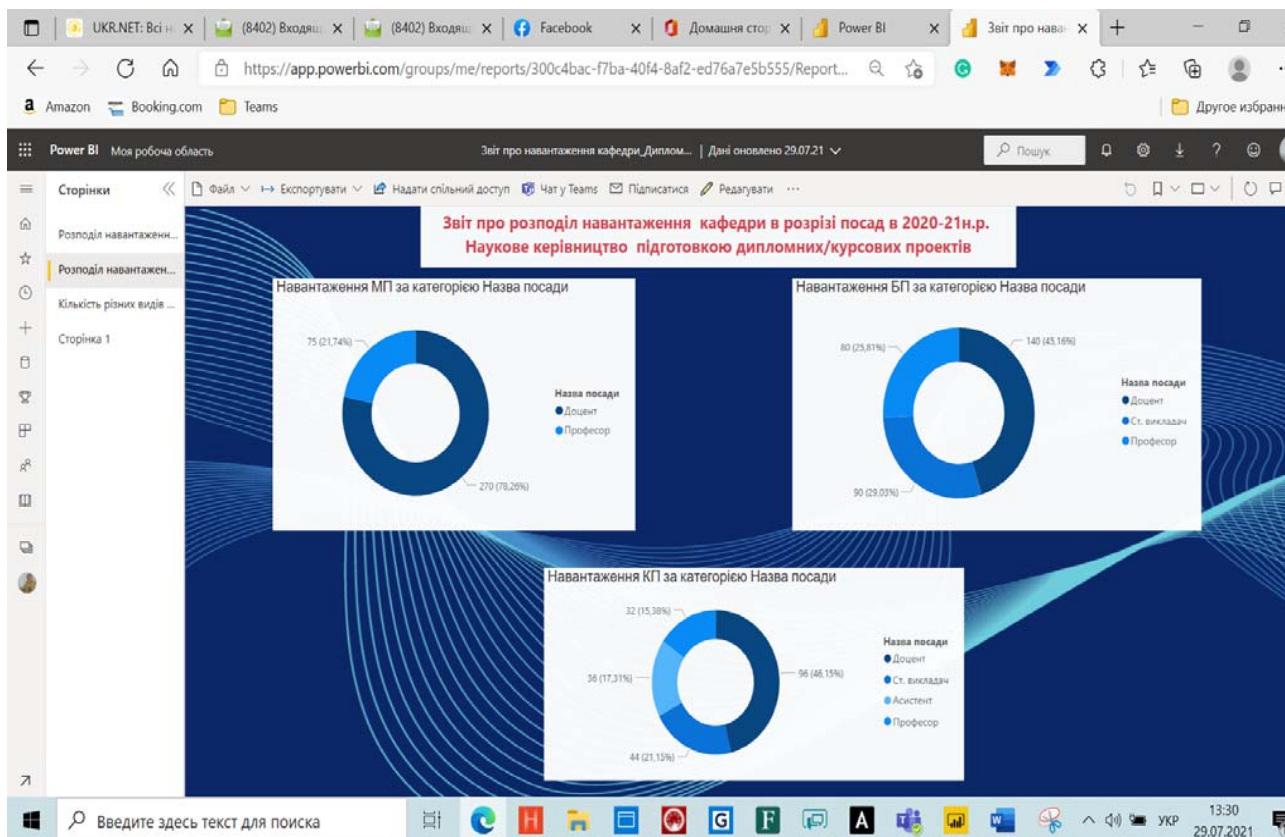 UKR.NET: Всі н
(8402) Входящ
(8402) Входящ
Facebook
Домашня стор
Power BI
Звіт про нава
https://app.powerbi.com/groups/me/reports/300c4bac-f7ba-40f4-8af2-ed76a7e5b555/Report...
Amazon
Booking.com
Teams
Другое избранн
Power BI Моя робоча область
Звіт про навантаження кафедри_Диплом... | Дані оновлено 29.07.21
Пошук
Сторінки
Файл
Експортувати
Надати спільний доступ
Чат у Teams
Підписатися
Редагувати
Розподіл навантаженн...
Розподіл навантажен...
Кількість різних видів ...
Сторінка 1
Звіт про розподіл навантаження кафедри в розрізі посад в 2020-21н.р.
Наукове керівництво підготовкою дипломних/курсових проектів
Навантаження МП за категорією Назва посади
75 (21,74%)
270 (78,26%)
Назва посади
Доцент
Професор
Навантаження БП за категорією Назва посади
80 (25,81%)
140 (45,16%)
90 (29,03%)
Назва посади
Доцент
Ст. викладач
Професор
Навантаження КП за категорією Назва посади
32 (15,38%)
36 (17,31%)
96 (46,15%)
44 (21,15%)
Назва посади
Доцент
Ст. викладач
Асистент
Професор
Введите здесь текст для поиска
УКР
13:30
29.07.2021